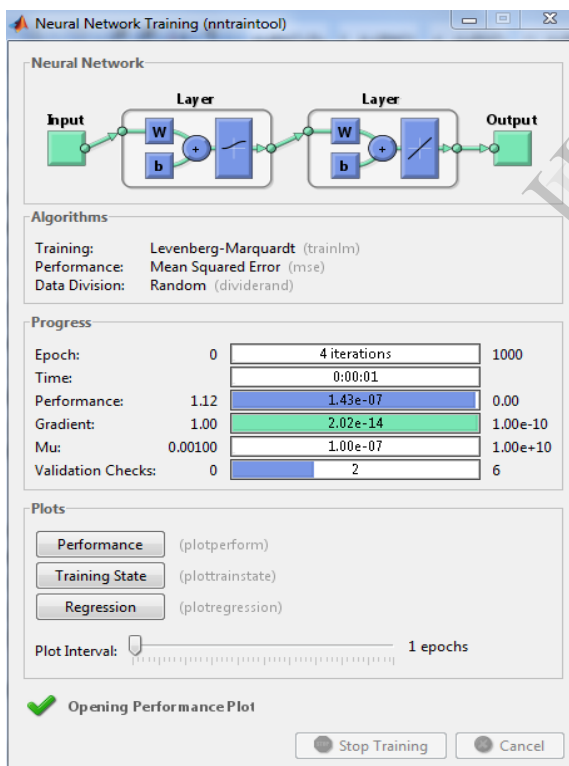 Neural Network Training (nntraintool)
Neural Network
Layer Layer
Input Output
W W
+ +
b b
Algorithms
Training: Levenberg-Marquardt (trainlm)
Performance: Mean Squared Error (mse)
Data Division: Random (dividerand)
Progress
Epoch: 0 4 iterations 1000
Time: 0:00:01
Performance: 1.12 1.43e-07 0.00
Gradient: 1.00 2.02e-14 1.00e-10
Mu: 0.00100 1.00e-07 1.00e+10
Validation Checks: 0 2 6
Plots
Performance (plotperform)
Training State (plottrainstate)
Regression (plotregression)
Plot Interval: 1 epochs
Opening Performance Plot
Stop Training Cancel